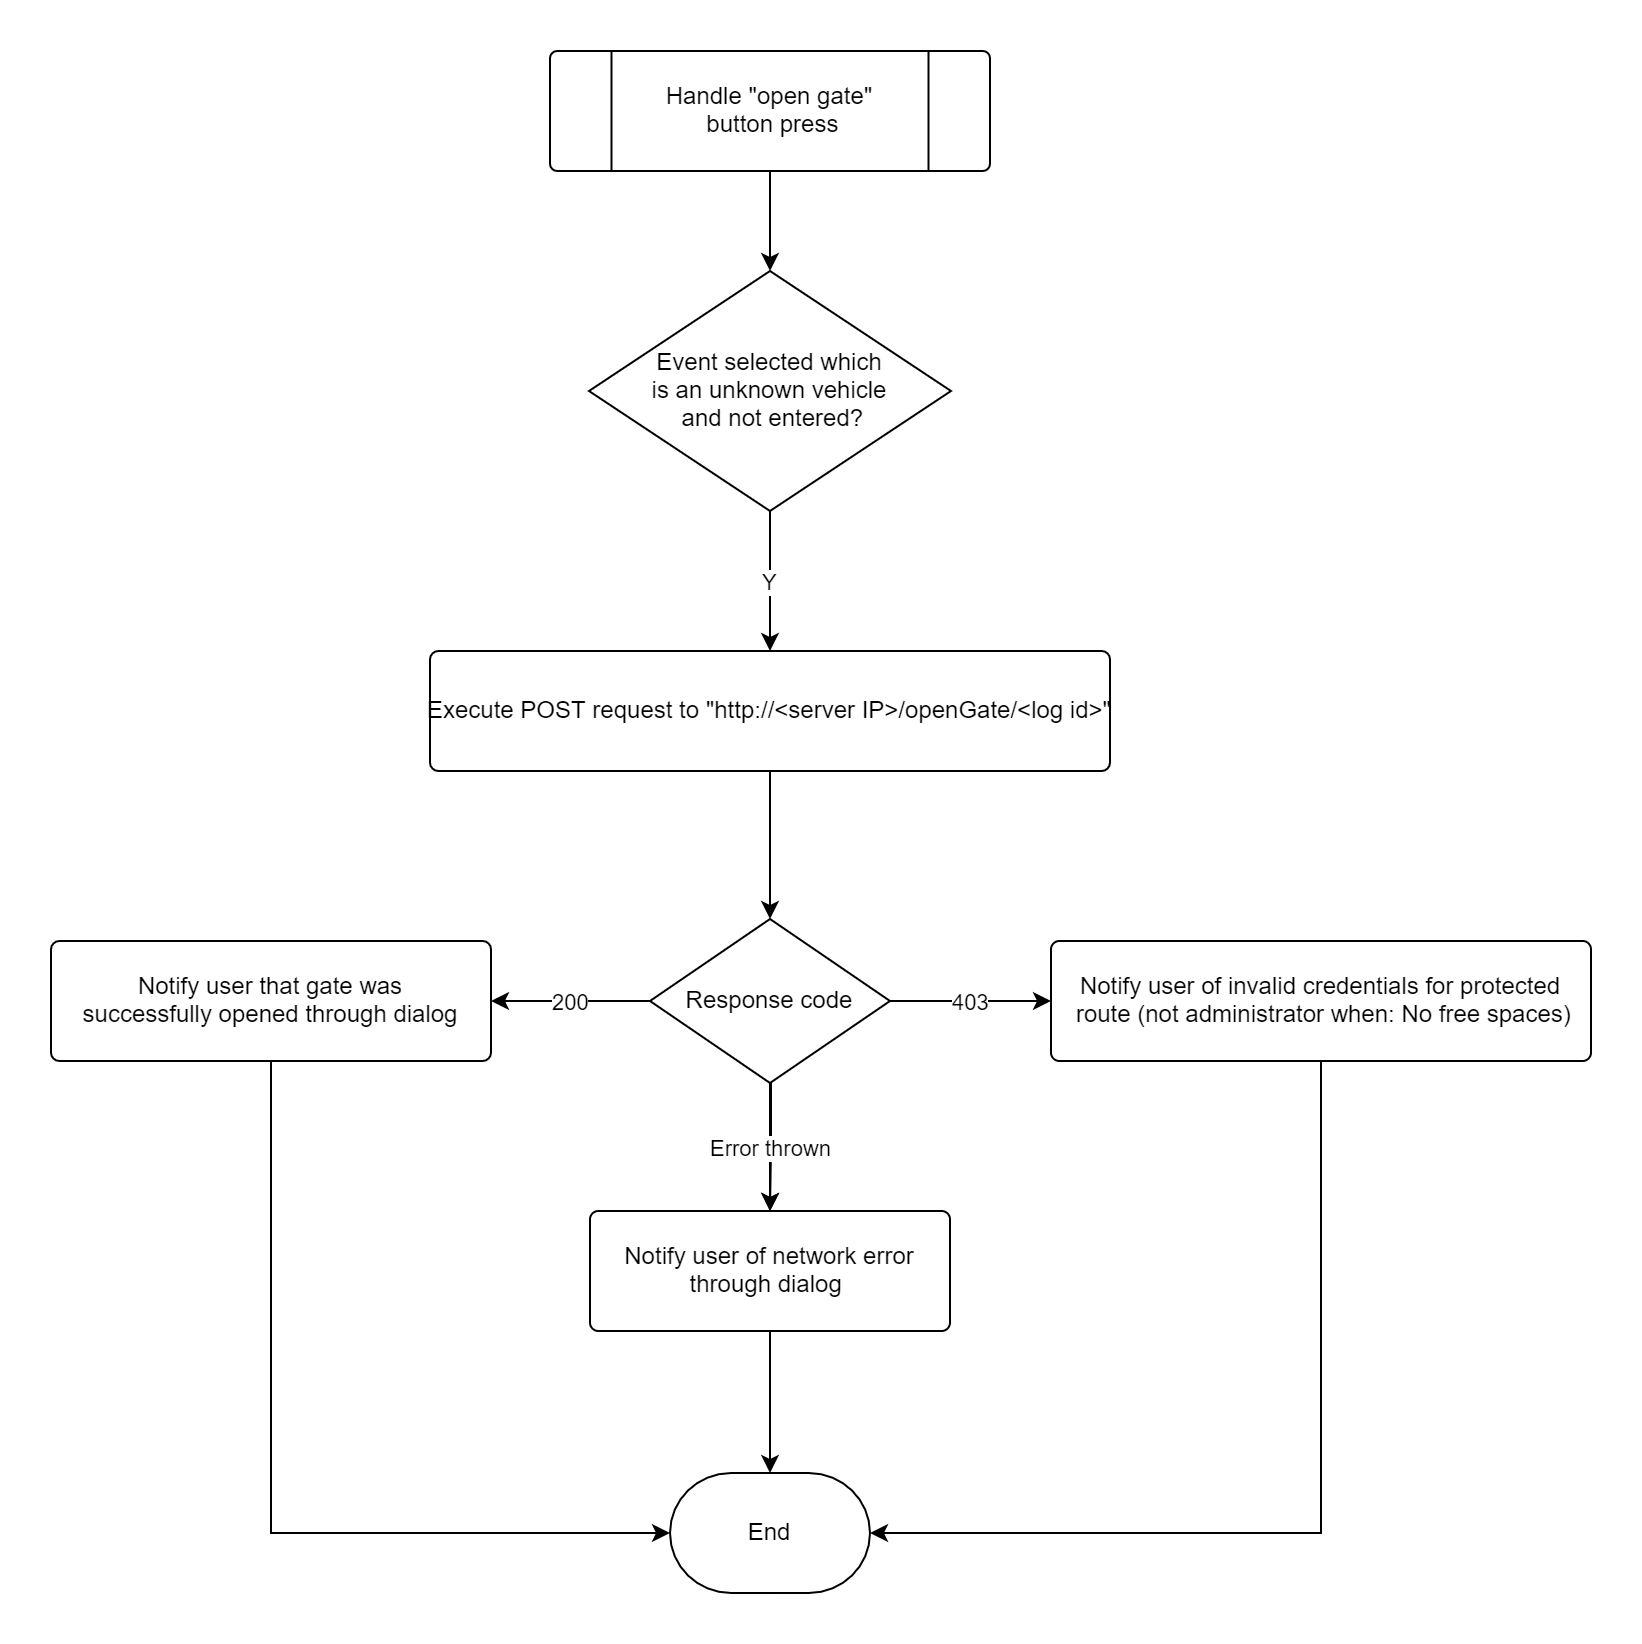 Handle "open gate"
button press
Event selected which
is an unknown vehicle
and not entered?
Y
Execute POST request to "http://<server IP>/openGate/<log id>"
Notify user that gate was
successfully opened through dialog
200
Response code
403
Notify user of invalid credentials for protected
route (not administrator when: No free spaces)
Error thrown
Notify user of network error
through dialog
End